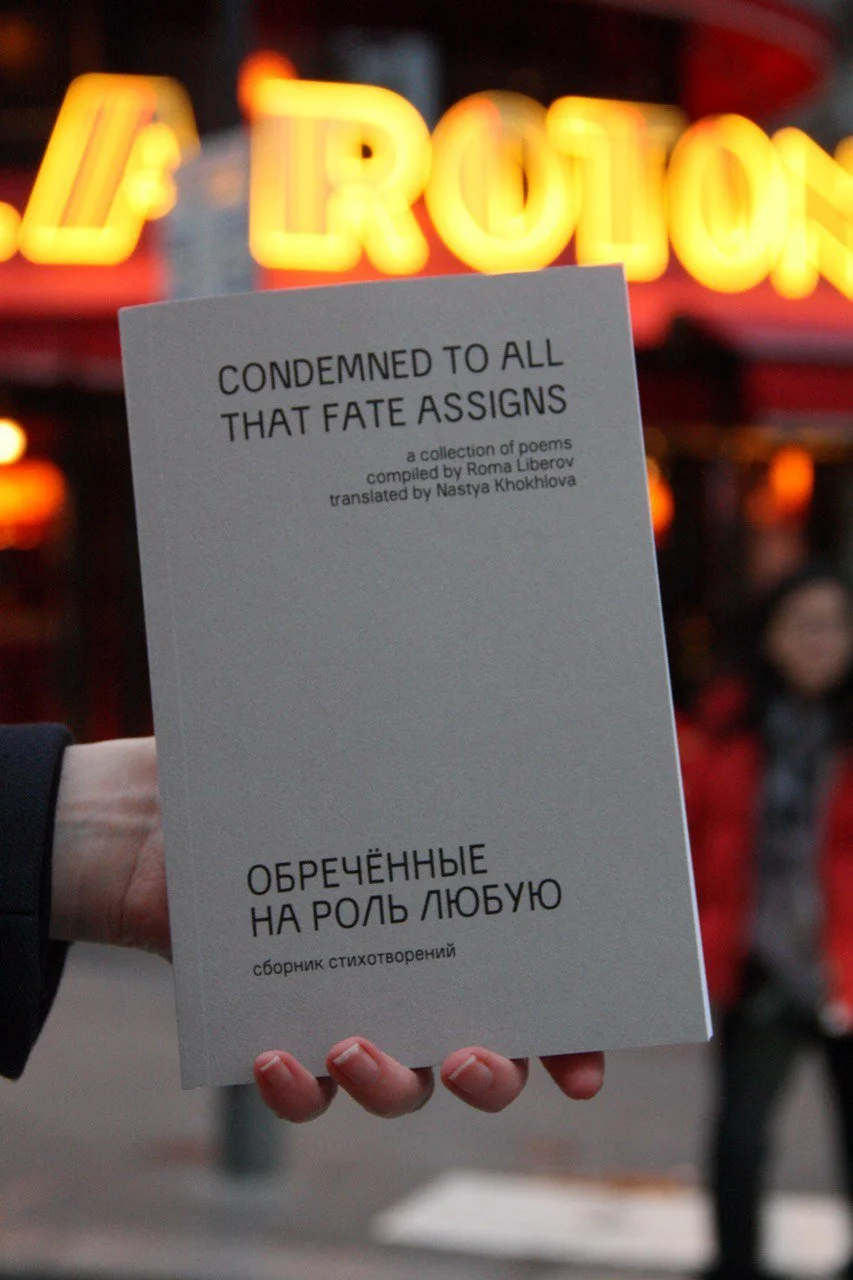 A ROTON
CONDEMNED TO ALL
THAT FATE ASSIGNS
a collection of poems
compiled by Roma Liberov
translated by Nastya Khokhlova
ОБРЕЧЁННЫЕ
НА РОЛЬ ЛЮБУЮ
сборник стихотворений